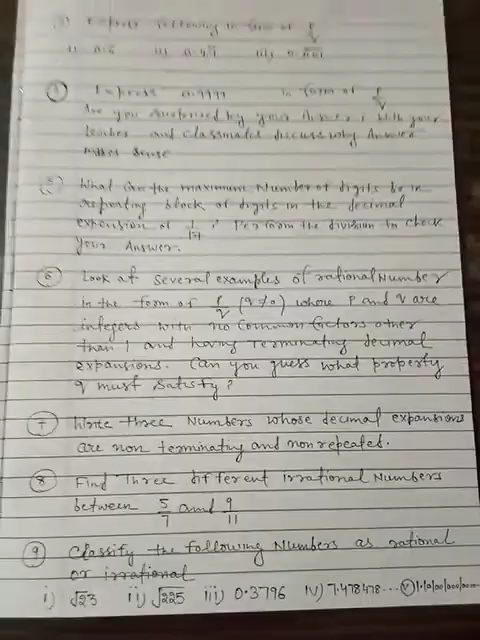 Express following in form of p/q
i) 0.6 ii) 0.47 iii) 0.001
④ Express 0.9999 in form of p/q
Are you surprised by your Answer, With your
teacher and classmates discuss why Answer
makes sense
⑤ What can the maximum Number of digits be in
repeating block of digits in the decimal
expansion of 1/17? Perform the division to check
your Answer.
⑥ Look at several examples of rational Number
in the form of p/q (q≠0) where P and q are
integers with no common factors other
than 1 and having terminating decimal
expansions. Can you guess what property
q must satisfy?
⑦ Write three Numbers whose decimal expansions
are non terminating and non repeated.
⑧ Find Three different irrational Numbers
between 5/7 and 9/11
⑨ Classify the following Numbers as rational
or irrational
i) √23 ii) √225 iii) 0.3796 iv) 7.478478... ⓥ